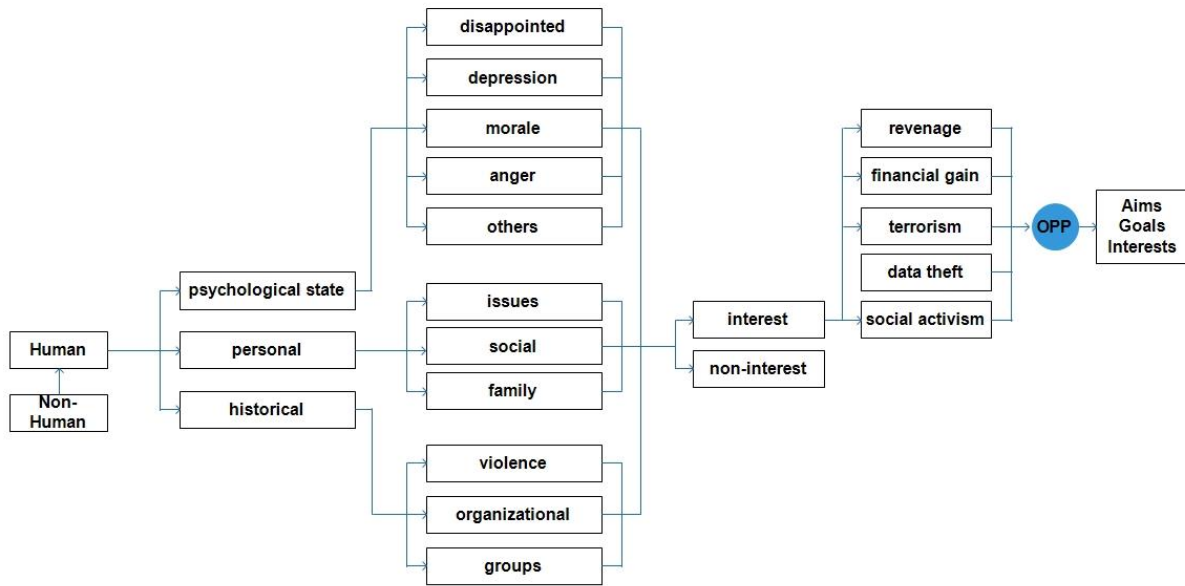 disappointed
depression
morale
anger
others
psychological state
personal
historical
Human
Non-
Human
issues
social
family
violence
organizational
groups
interest
non-interest
revenage
financial gain
terrorism
data theft
social activism
OPP
Aims
Goals
Interests